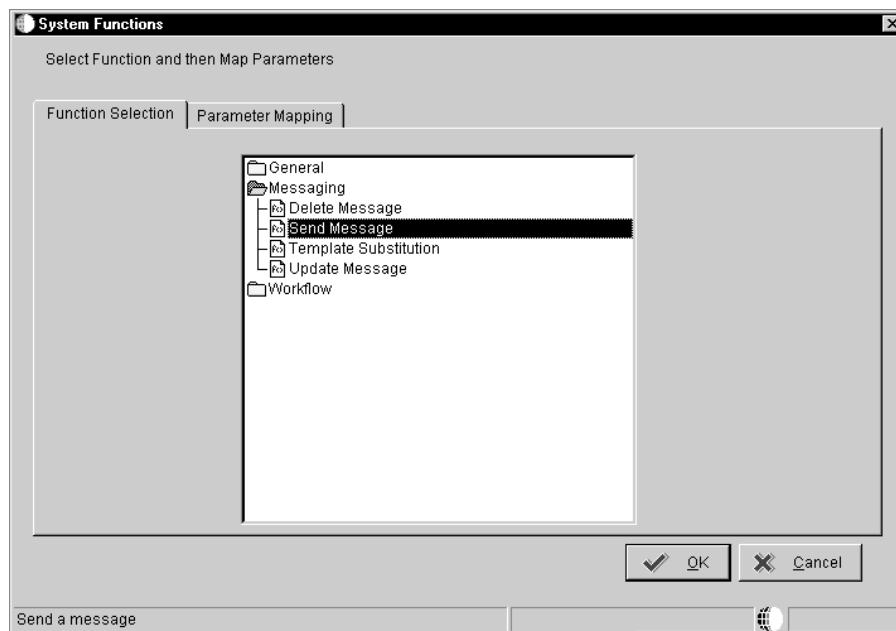 System Functions
Select Function and then Map Parameters
Function Selection
Parameter Mapping
General
Messaging
Delete Message
Send Message
Template Substitution
Update Message
Workflow
OK
Cancel
Send a message